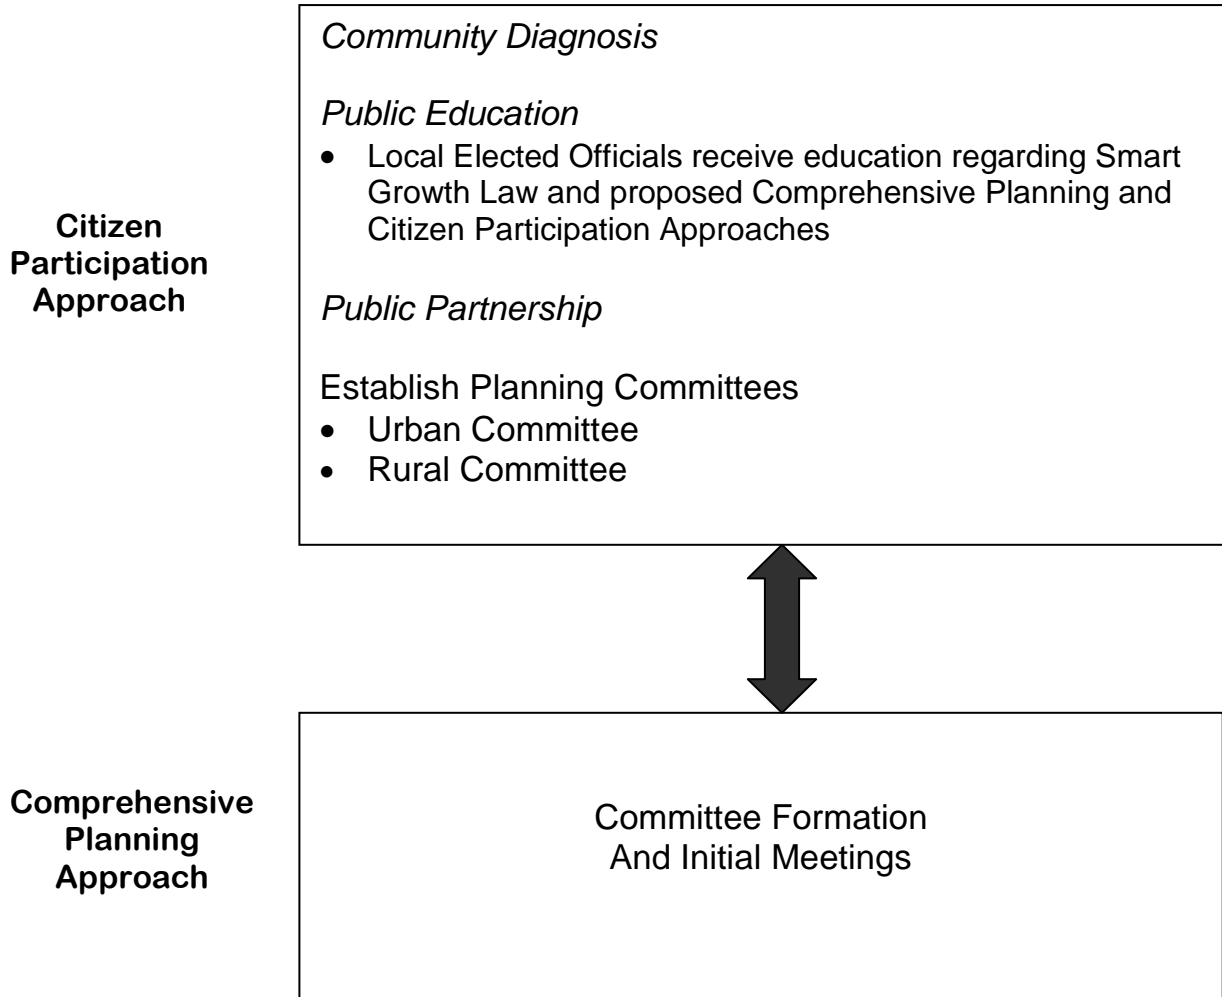 Community Diagnosis
Public Education
• Local Elected Officials receive education regarding Smart
Growth Law and proposed Comprehensive Planning and
Citizen Participation Approaches
Citizen
Participation
Approach
Public Partnership
Establish Planning Committees
• Urban Committee
• Rural Committee
Comprehensive
Planning
Approach
Committee Formation
And Initial Meetings